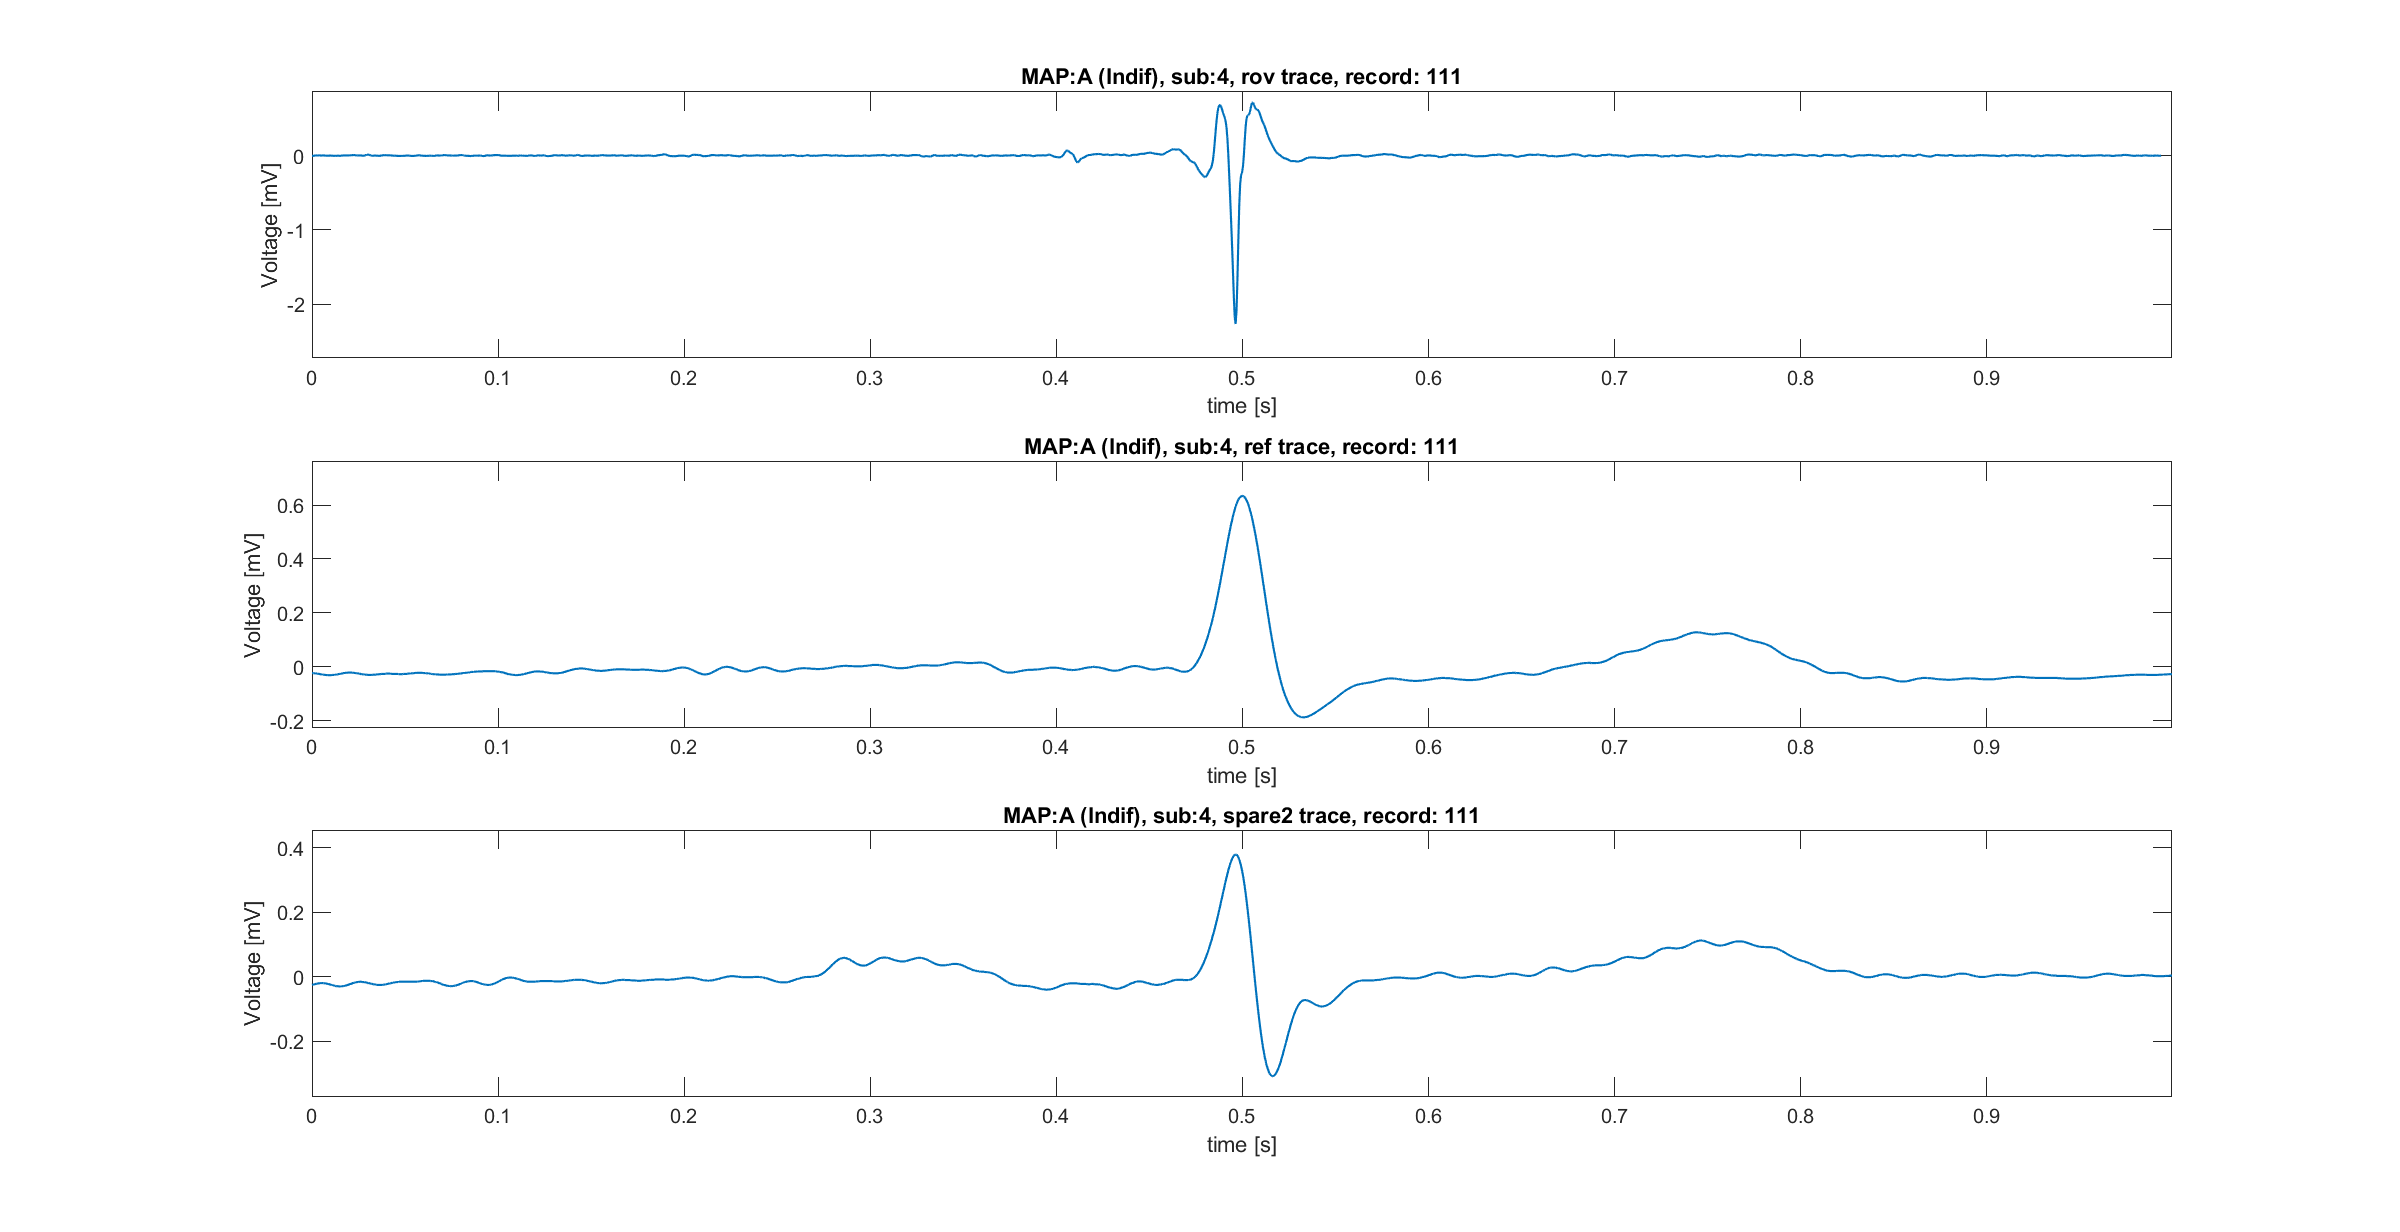 MAP:A (Indif), sub:4, rov trace, record: 111
Voltage [mV]
0
-1
-2
0 0.1 0.2 0.3 0.4 0.5 0.6 0.7 0.8 0.9
time [s]
MAP:A (Indif), sub:4, ref trace, record: 111
Voltage [mV]
0.6
0.4
0.2
0
-0.2
0 0.1 0.2 0.3 0.4 0.5 0.6 0.7 0.8 0.9
time [s]
MAP:A (Indif), sub:4, spare2 trace, record: 111
Voltage [mV]
0.4
0.2
0
-0.2
0 0.1 0.2 0.3 0.4 0.5 0.6 0.7 0.8 0.9
time [s]